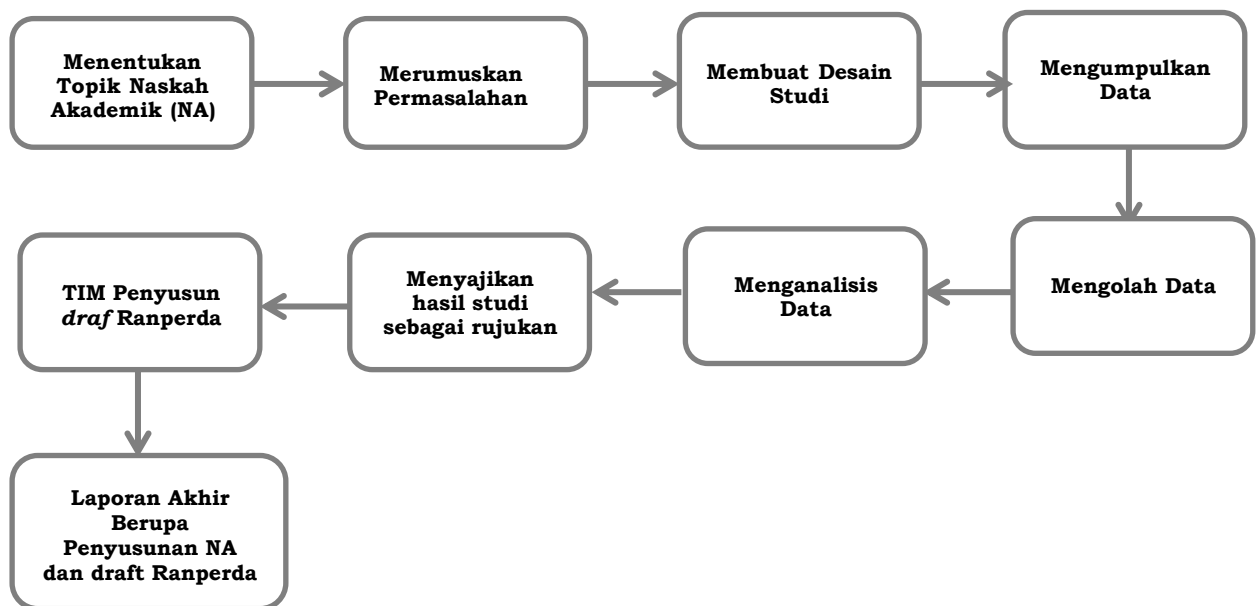 Menentukan
Topik Naskah
Akademik (NA)
Merumuskan
Permasalahan
Membuat Desain
Studi
Mengumpulkan
Data
Mengolah Data
Menganalisis
Data
Menyajikan
hasil studi
sebagai rujukan
TIM Penyusun
draf Ranperda
Laporan Akhir
Berupa
Penyusunan NA
dan draft Ranperda